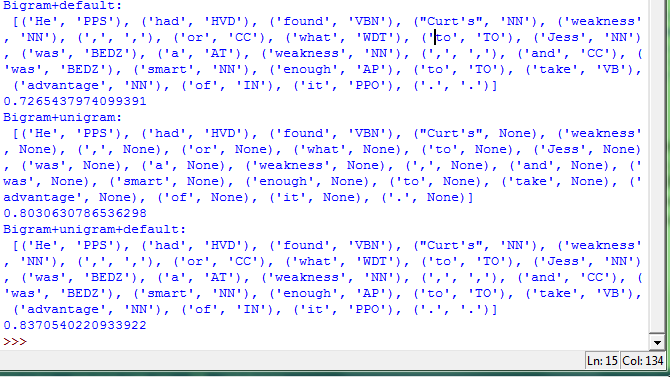 Bigram+default:
[('He', 'PPS'), ('had', 'HVD'), ('found', 'VBN'), ("Curt's", 'NN'), ('weakness'
, 'NN'), (',', ','), ('or', 'CC'), ('what', 'WDT'), ('to', 'TO'), ('Jess', 'NN')
, ('was', 'BEDZ'), ('a', 'AT'), ('weakness', 'NN'), (',', ','), ('and', 'CC'), (
'was', 'BEDZ'), ('smart', 'NN'), ('enough', 'AP'), ('to', 'TO'), ('take', 'VB'),
('advantage', 'NN'), ('of', 'IN'), ('it', 'PPO'), ('.', '.')]
0.7265437974099391
Bigram+unigram:
[('He', 'PPS'), ('had', 'HVD'), ('found', 'VBN'), ("Curt's", None), ('weakness'
, None), (',', None), ('or', None), ('what', None), ('to', None), ('Jess', None)
, ('was', None), ('a', None), ('weakness', None), (',', None), ('and', None), ('
was', None), ('smart', None), ('enough', None), ('to', None), ('take', None), ('
advantage', None), ('of', None), ('it', None), ('.', None)]
0.8030630786536298
Bigram+unigram+default:
[('He', 'PPS'), ('had', 'HVD'), ('found', 'VBN'), ("Curt's", 'NN'), ('weakness'
, 'NN'), (',', ','), ('or', 'CC'), ('what', 'WDT'), ('to', 'TO'), ('Jess', 'NN')
, ('was', 'BEDZ'), ('a', 'AT'), ('weakness', 'NN'), (',', ','), ('and', 'CC'), (
'was', 'BEDZ'), ('smart', 'NN'), ('enough', 'AP'), ('to', 'TO'), ('take', 'VB'),
('advantage', 'NN'), ('of', 'IN'), ('it', 'PPO'), ('.', '.')]
0.8370540220933922
>>>
Ln: 15 Col: 134